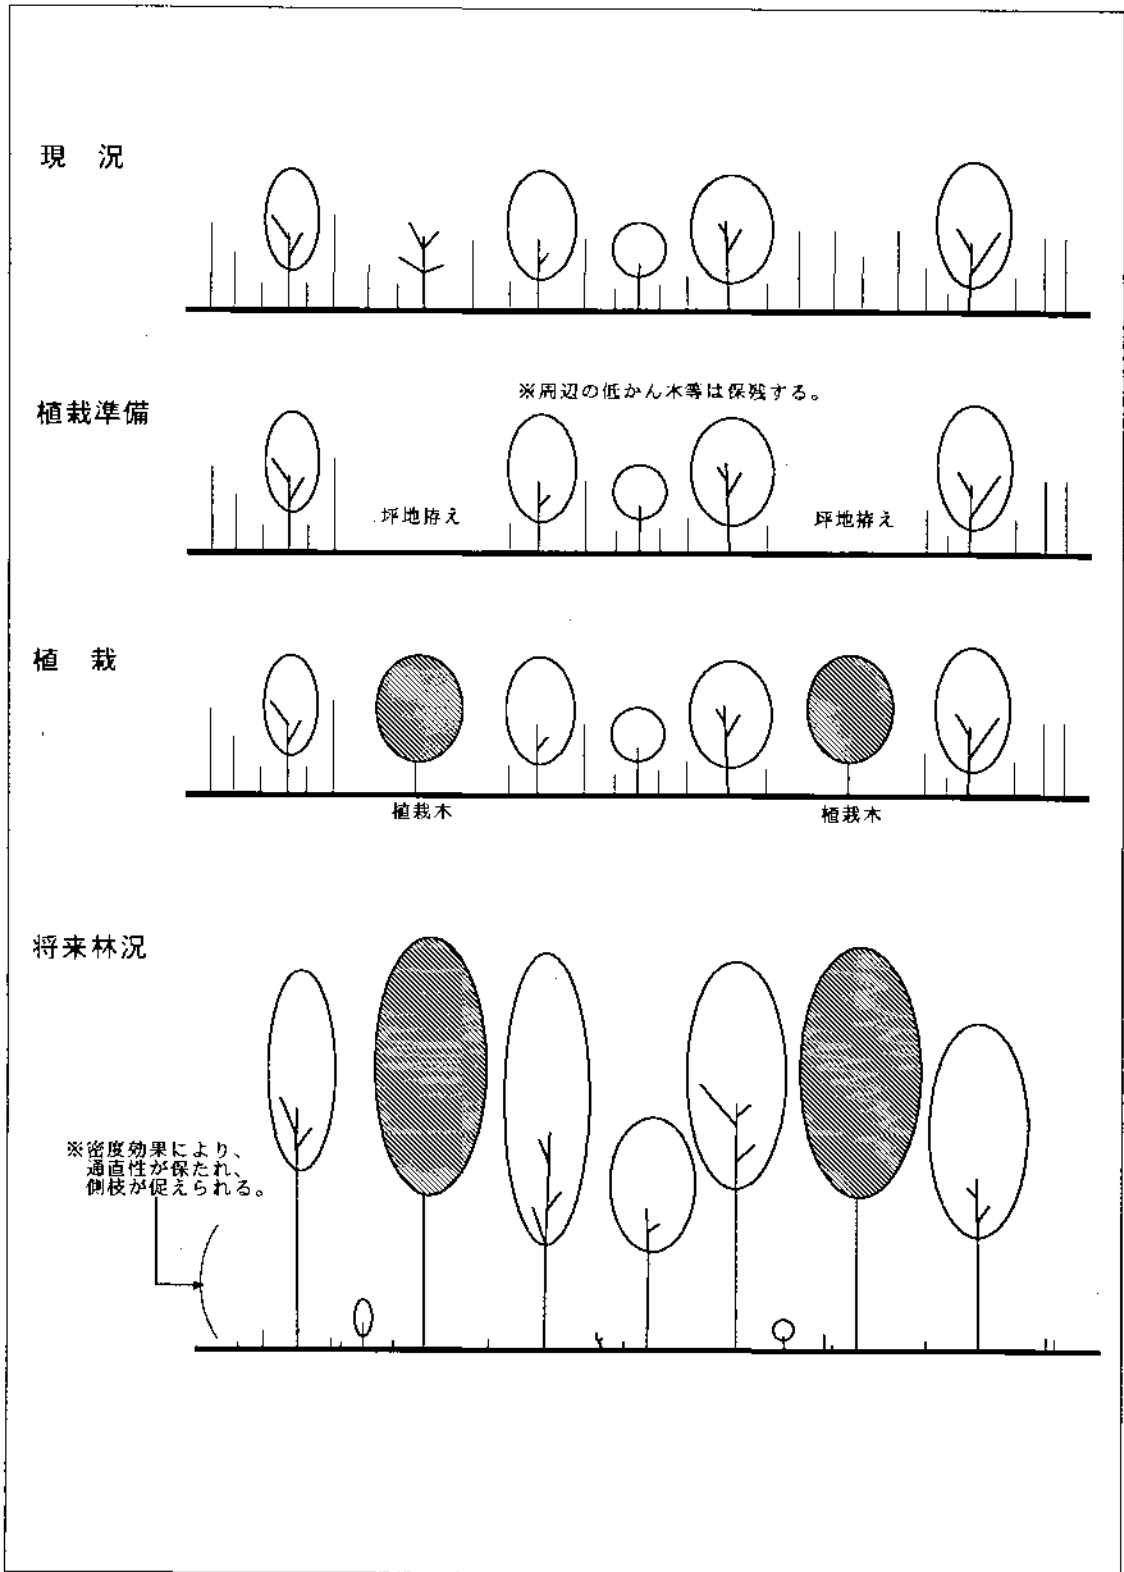 現　況
植栽準備
※周辺の低かん木等は保残する。
坪地拵え
坪地拵え
植　栽
植栽木
植栽木
将来林況
※密度効果により、
通直性が保たれ、
側枝が促えられる。